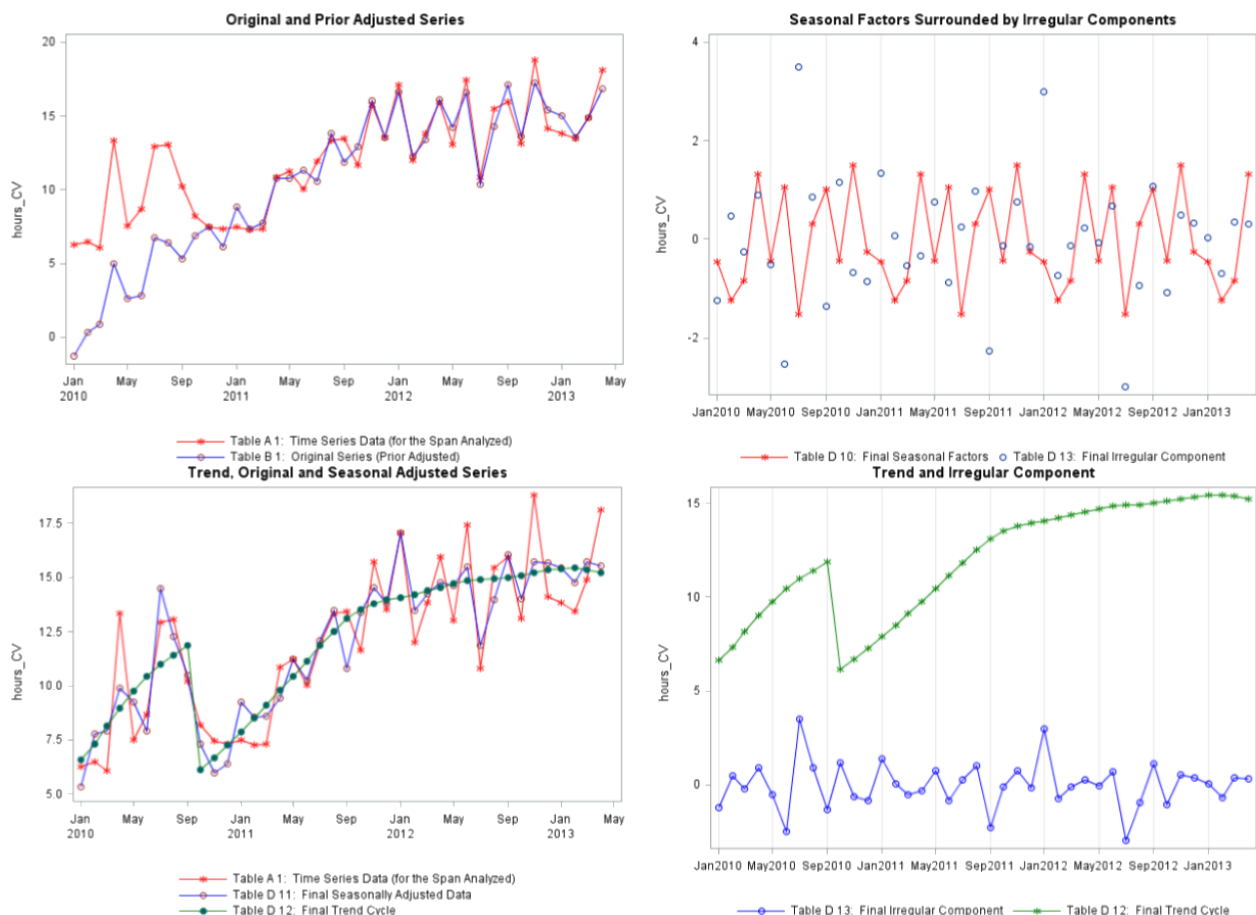 Original and Prior Adjusted Series
20
15
10
5
0
hours_CV
Jan May Sep Jan May Sep Jan May Sep Jan May
2010 2011 2012 2013
Table A 1: Time Series Data (for the Span Analyzed)
Table B 1: Original Series (Prior Adjusted)
Seasonal Factors Surrounded by Irregular Components
4
2
0
-2
hours_CV
Jan2010 May2010 Sep2010 Jan2011 May2011 Sep2011 Jan2012 May2012 Sep2012 Jan2013
Table D 10: Final Seasonal Factors Table D 13: Final Irregular Component
Trend, Original and Seasonal Adjusted Series
17.5
15.0
12.5
10.0
7.5
5.0
hours_CV
Jan May Sep Jan May Sep Jan May Sep Jan May
2010 2011 2012 2013
Table A 1: Time Series Data (for the Span Analyzed)
Table D 11: Final Seasonally Adjusted Data
Table D 12: Final Trend Cycle
Trend and Irregular Component
15
10
5
0
hours_CV
Jan2010 May2010 Sep2010 Jan2011 May2011 Sep2011 Jan2012 May2012 Sep2012 Jan2013
Table D 13: Final Irregular Component Table D 12: Final Trend Cycle